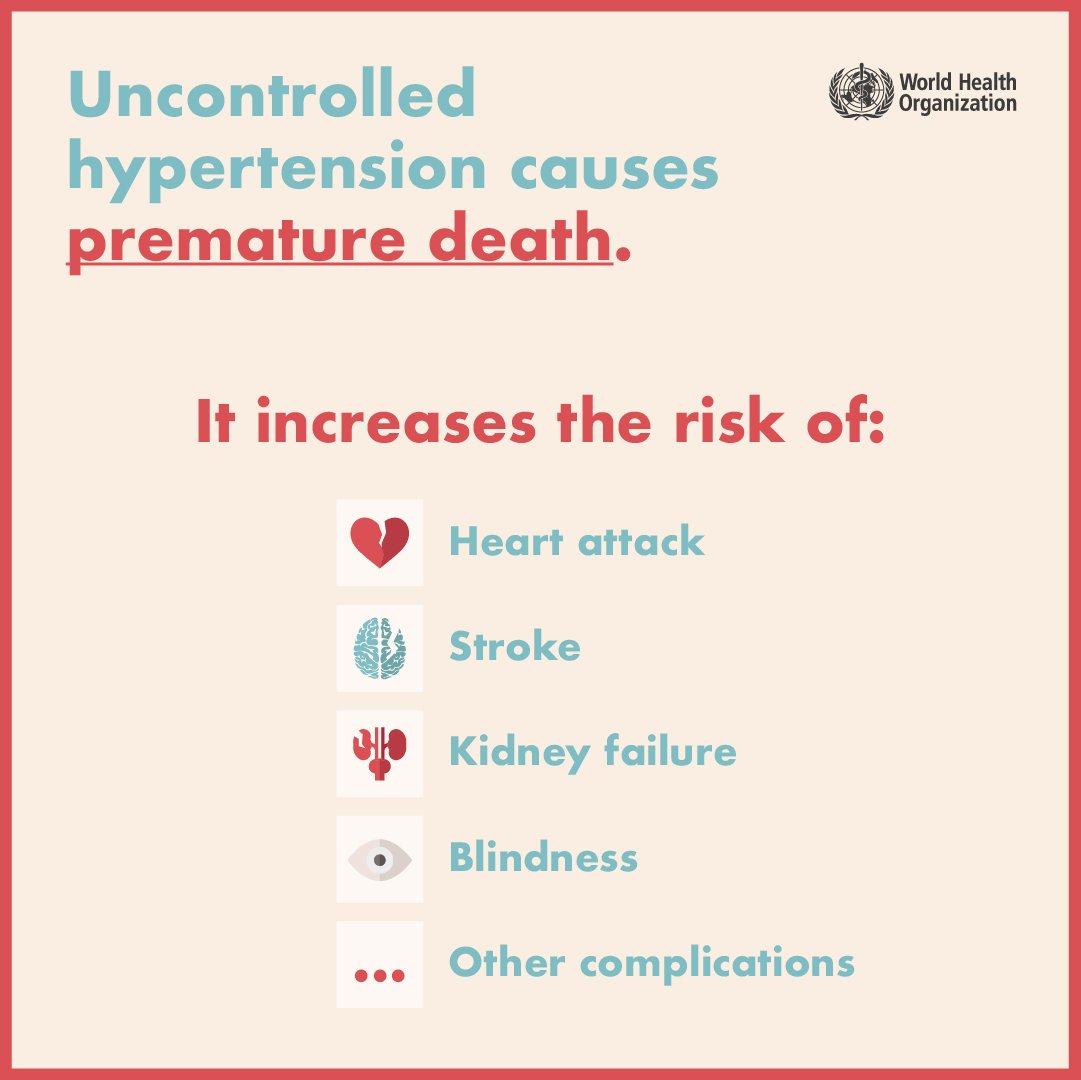 Uncontrolled
hypertension causes
premature death.
World Health
Organization
It increases the risk of:
Heart attack
Stroke
Kidney failure
Blindness
Other complications